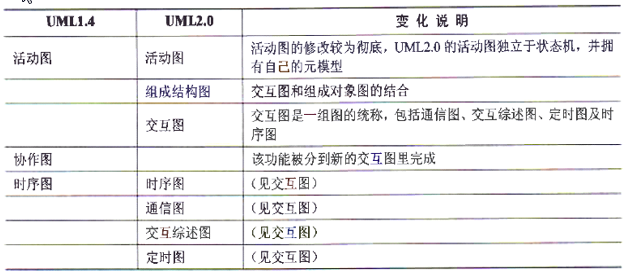 UML1.4 UML2.0 变化说明
活动图 活动图 活动图的修改较为彻底，UML2.0 的活动图独立于状态机，并拥
有自己的元模型
组成结构图 交互图和组成对象图的结合
交互图 交互图是一组图的统称，包括通信图、交互综述图、定时图及时
序图
协作图 该功能被分到新的交互图里完成
时序图 时序图 （见交互图）
通信图 （见交互图）
交互综述图 （见交互图）
定时图 （见交互图）